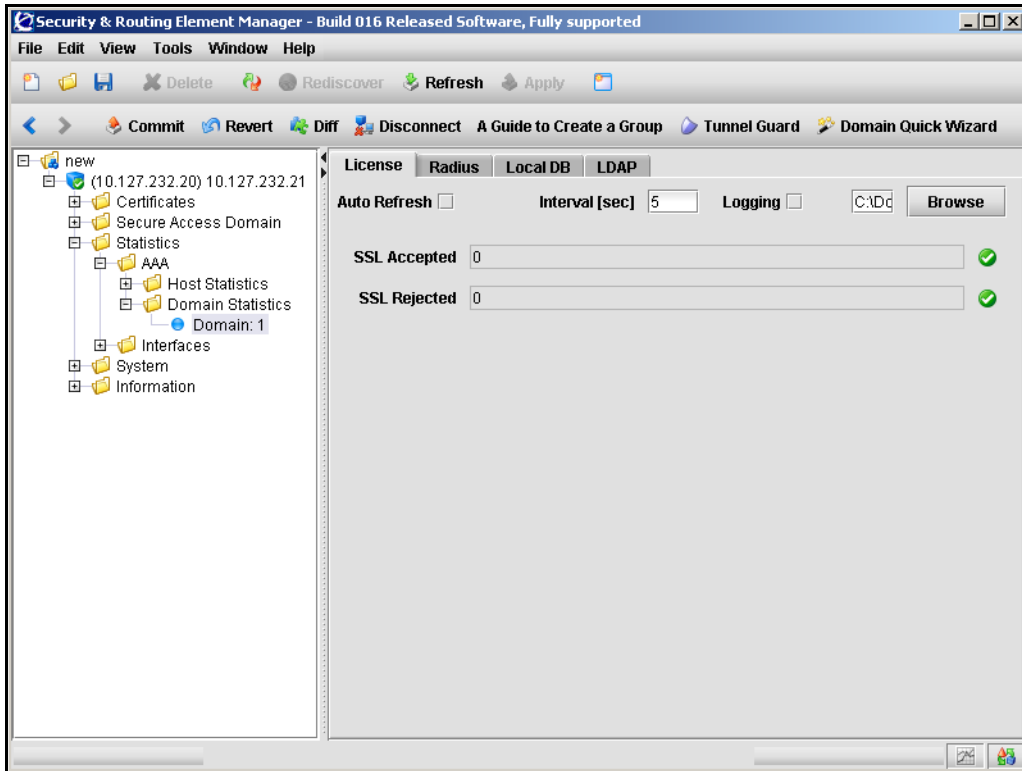 Security & Routing Element Manager - Build 016 Released Software, Fully supported
File Edit View Tools Window Help
Delete Rediscover Refresh Apply
Commit Revert Diff Disconnect A Guide to Create a Group Tunnel Guard Domain Quick Wizard
new
(10.127.232.20) 10.127.232.21
Certificates
Secure Access Domain
Statistics
AAA
Host Statistics
Domain Statistics
Domain: 1
Interfaces
System
Information
License Radius Local DB LDAP
Auto Refresh Interval [sec] 5 Logging C:\Do Browse
SSL Accepted 0
SSL Rejected 0